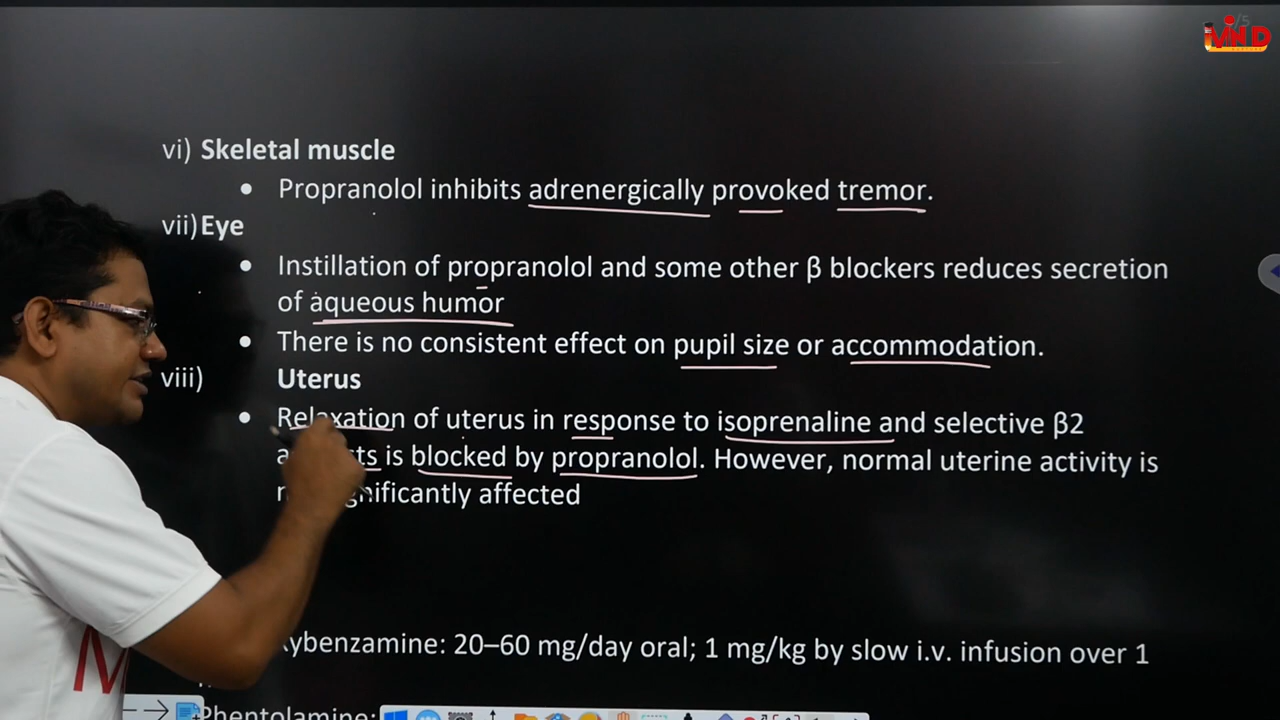 vi) Skeletal muscle
• Propranolol inhibits adrenergically provoked tremor.
vii) Eye
• Instillation of propranolol and some other β blockers reduces secretion
of aqueous humor
• There is no consistent effect on pupil size or accommodation.
viii) Uterus
• Relaxation of uterus in response to isoprenaline and selective β2
is blocked by propranolol. However, normal uterine activity is
affected
ybenzamine: 20–60 mg/day oral; 1 mg/kg by slow i.v. infusion over 1
Phentolamine: